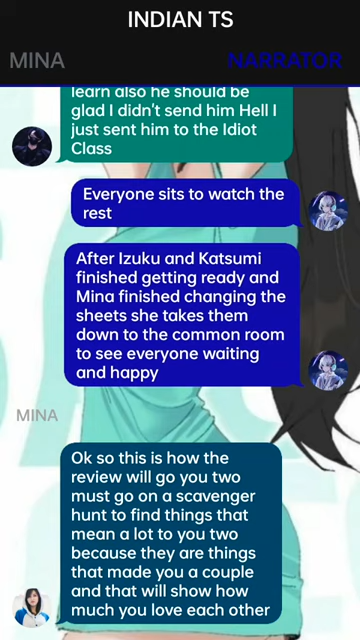 INDIAN TS
MINA
NARRATOR
learn also he should be
glad I didn't send him Hell I
just sent him to the Idiot
Class
Everyone sits to watch the
rest
After Izuku and Katsumi
finished getting ready and
Mina finished changing the
sheets she takes them
down to the common room
to see everyone waiting
and happy
MINA
Ok so this is how the
review will go you two
must go on a scavenger
hunt to find things that
mean a lot to you two
because they are things
that made you a couple
and that will show how
much you love each other